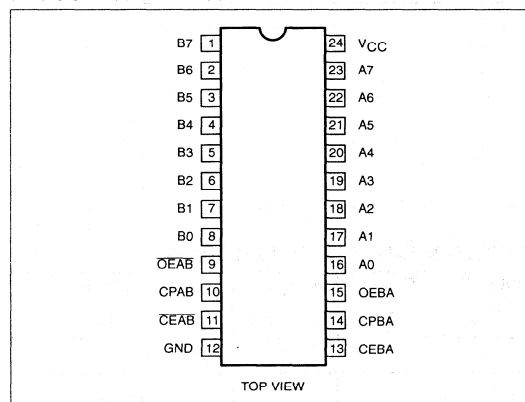 B7 1 24 VCC
B6 2 23 A7
B5 3 22 A6
B4 4 21 A5
B3 5 20 A4
B2 6 19 A3
B1 7 18 A2
B0 8 17 A1
OEAB 9 16 A0
CPAB 10 15 OEBA
CEAB 11 14 CPBA
GND 12 13 CEBA
TOP VIEW